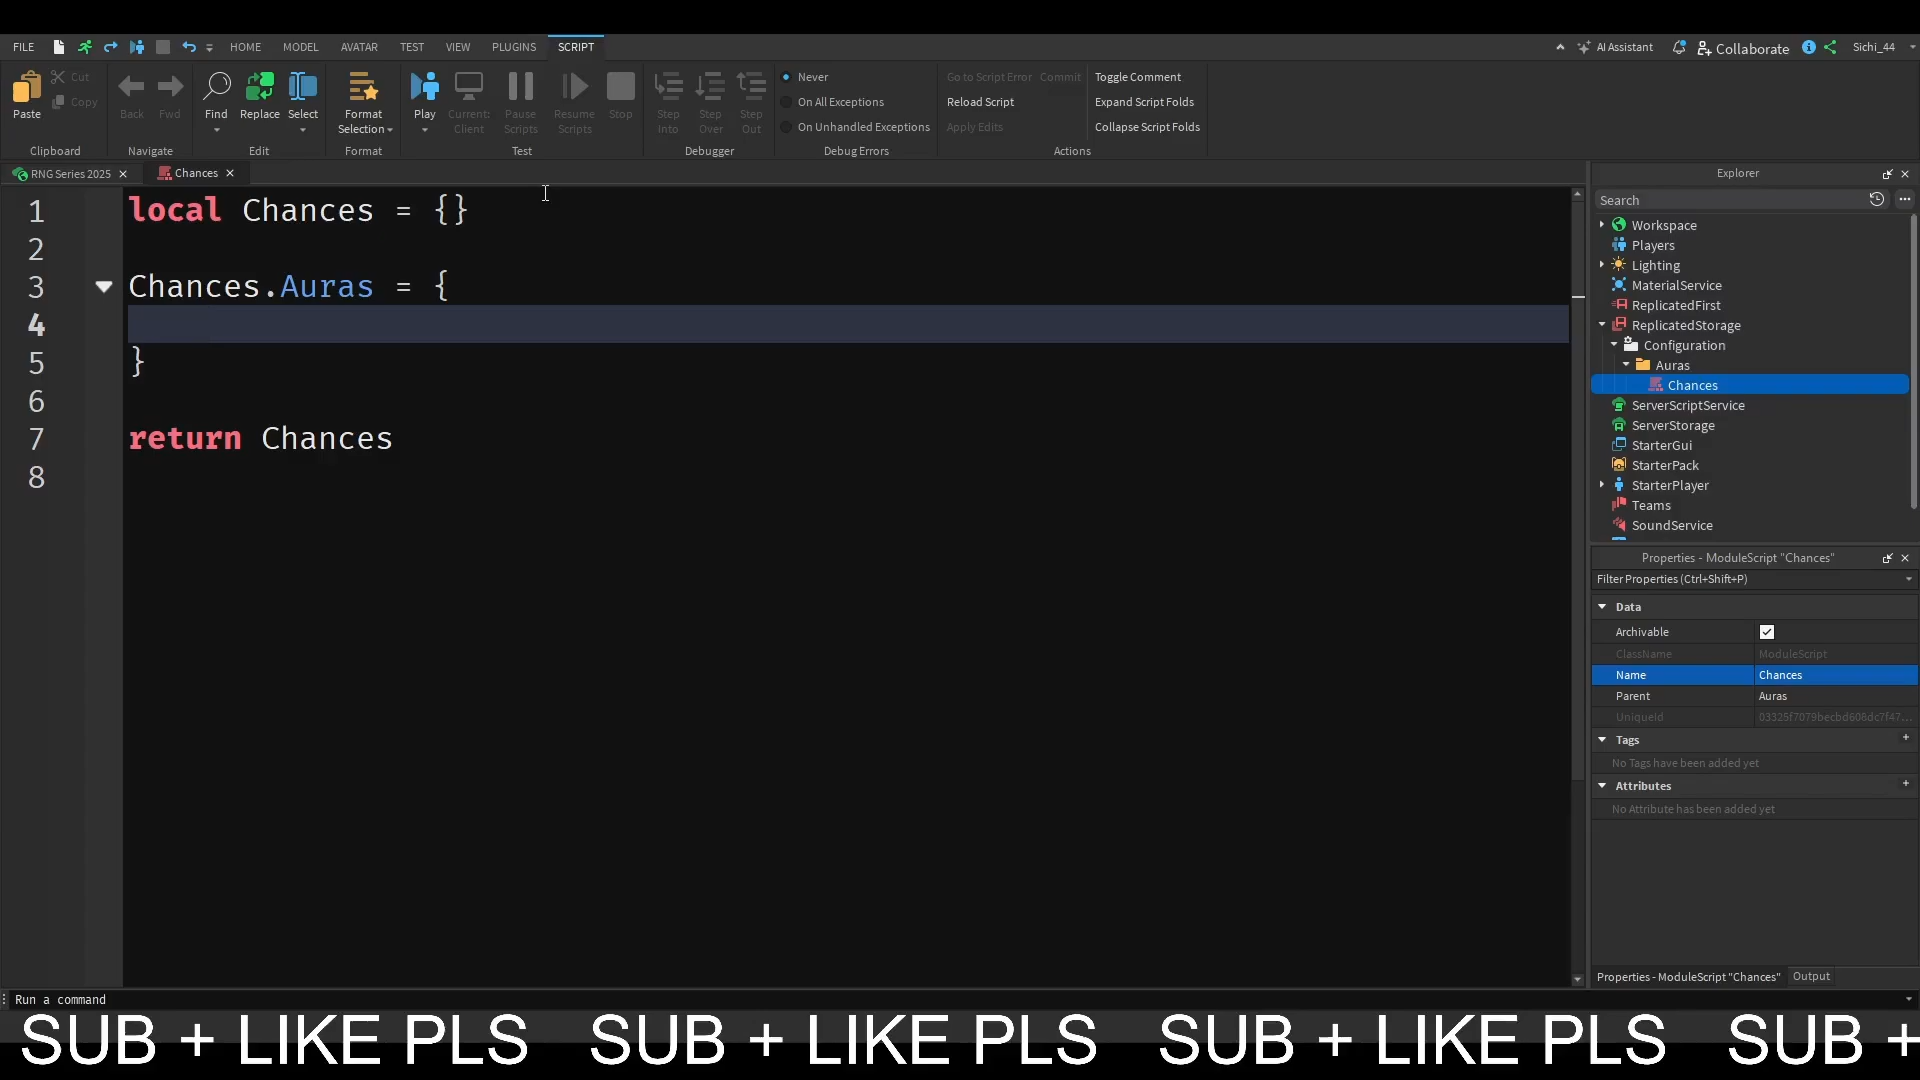 FILE HOME MODEL AVATAR TEST VIEW PLUGINS SCRIPT AI Assistant Collaborate Sichi_44
Paste Cut Copy
Back Fwd
Find Replace Select
Format Selection
Play Current: Client Pause Scripts Resume Scripts Stop
Step Into Step Over Step Out
Never
On All Exceptions
On Unhandled Exceptions
Go to Script Error Commit
Reload Script
Apply Edits
Toggle Comment
Expand Script Folds
Collapse Script Folds
Clipboard Navigate Edit Format Test Debugger Debug Errors Actions
RNG Series 2025 Chances
1 local Chances = {}
2
3 Chances.Auras = {
4
5 }
6
7 return Chances
8
Explorer
Search
Workspace
Players
Lighting
MaterialService
ReplicatedFirst
ReplicatedStorage
Configuration
Auras
Chances
ServerScriptService
ServerStorage
StarterGui
StarterPack
StarterPlayer
Teams
SoundService
Properties - ModuleScript "Chances"
Filter Properties (Ctrl+Shift+P)
Data
Archivable
ClassName ModuleScript
Name Chances
Parent Auras
UniqueId
Tags +
No Tags have been added yet
Attributes +
No Attribute has been added yet
Properties - ModuleScript "Chances" Output
Run a command
SUB + LIKE PLS SUB + LIKE PLS SUB + LIKE PLS SUB +